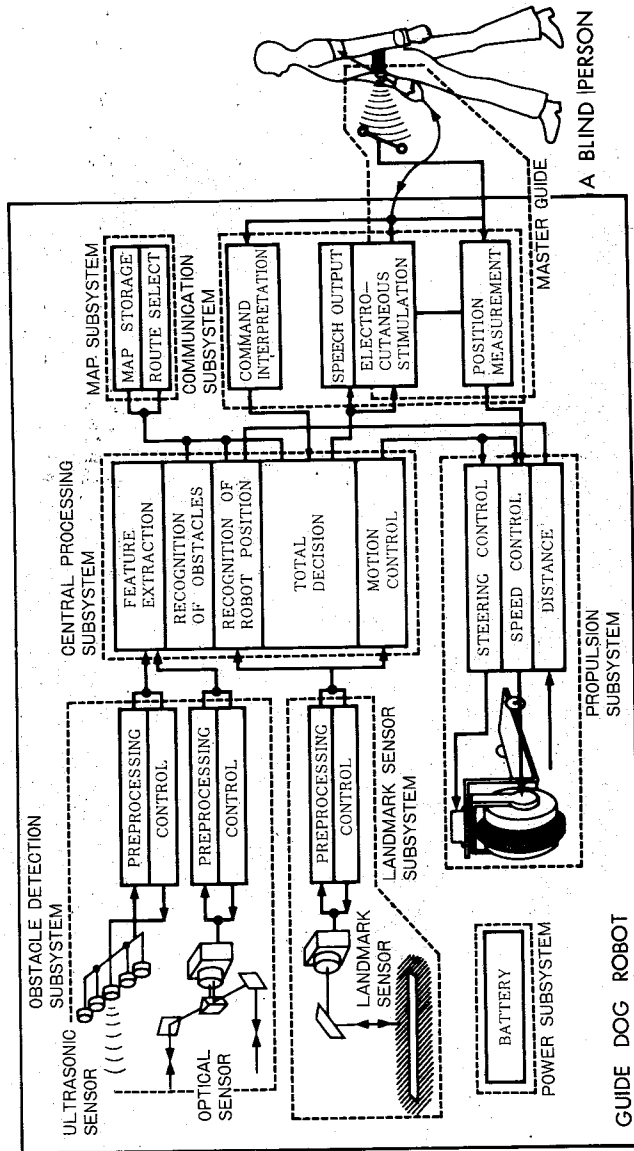 OBSTACLE DETECTION
SUBSYSTEM
ULTRASONIC
SENSOR
PREPROCESSING
CONTROL
OPTICAL
SENSOR
PREPROCESSING
CONTROL
LANDMARK
SENSOR
PREPROCESSING
CONTROL
LANDMARK SENSOR
SUBSYSTEM
BATTERY
POWER SUBSYSTEM
GUIDE DOG ROBOT
CENTRAL PROCESSING
SUBSYSTEM
FEATURE
EXTRACTION
RECOGNITION
OF OBSTACLES
RECOGNITION OF
ROBOT POSITION
TOTAL
DECISION
MOTION
CONTROL
STEERING CONTROL
SPEED CONTROL
DISTANCE
PROPULSION
SUBSYSTEM
MAP SUBSYSTEM
MAP STORAGE
ROUTE SELECT
COMMUNICATION
SUBSYSTEM
COMMAND
INTERPRETATION
SPEECH OUTPUT
ELECTRO-
CUTANEOUS
STIMULATION
POSITION
MEASUREMENT
MASTER GUIDE
A BLIND PERSON